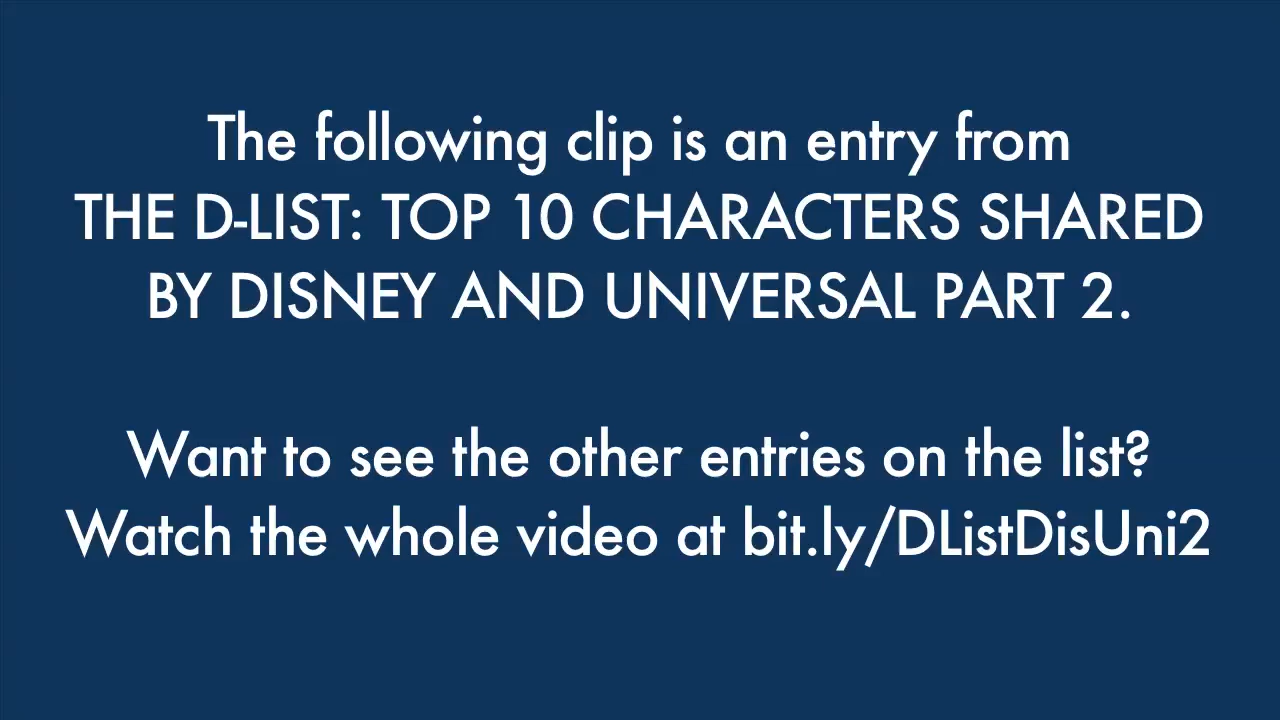 The following clip is an entry from
THE D-LIST: TOP 10 CHARACTERS SHARED
BY DISNEY AND UNIVERSAL PART 2.
Want to see the other entries on the list?
Watch the whole video at bit.ly/DListDisUni2